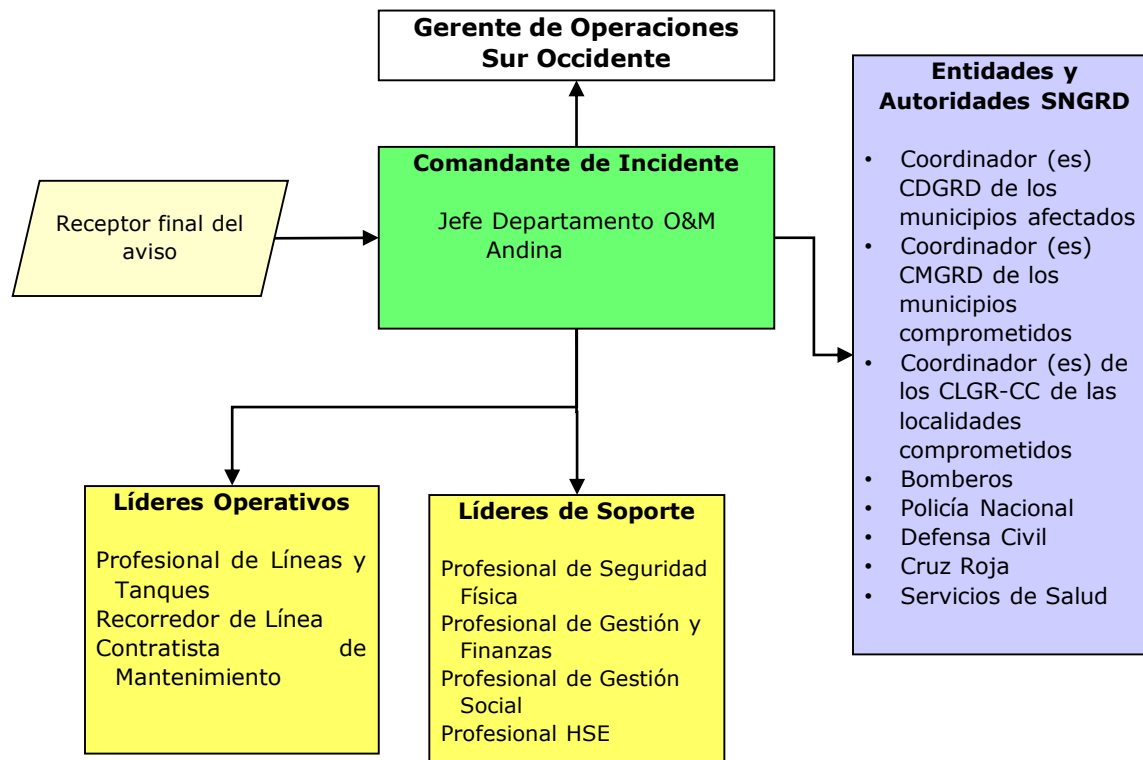 Gerente de Operaciones
Sur Occidente
Entidades y
Autoridades SNGRD
• Coordinador (es)
CDGRD de los
municipios afectados
• Coordinador (es)
CMGRD de los
municipios
comprometidos
• Coordinador (es) de
los CLGR-CC de las
localidades
comprometidos
• Bomberos
• Policía Nacional
• Defensa Civil
• Cruz Roja
• Servicios de Salud
Comandante de Incidente
Jefe Departamento O&M
Andina
Receptor final del
aviso
Líderes Operativos
Profesional de Líneas y
Tanques
Recorredor de Línea
Contratista de
Mantenimiento
Líderes de Soporte
Profesional de Seguridad
Física
Profesional de Gestión y
Finanzas
Profesional de Gestión
Social
Profesional HSE